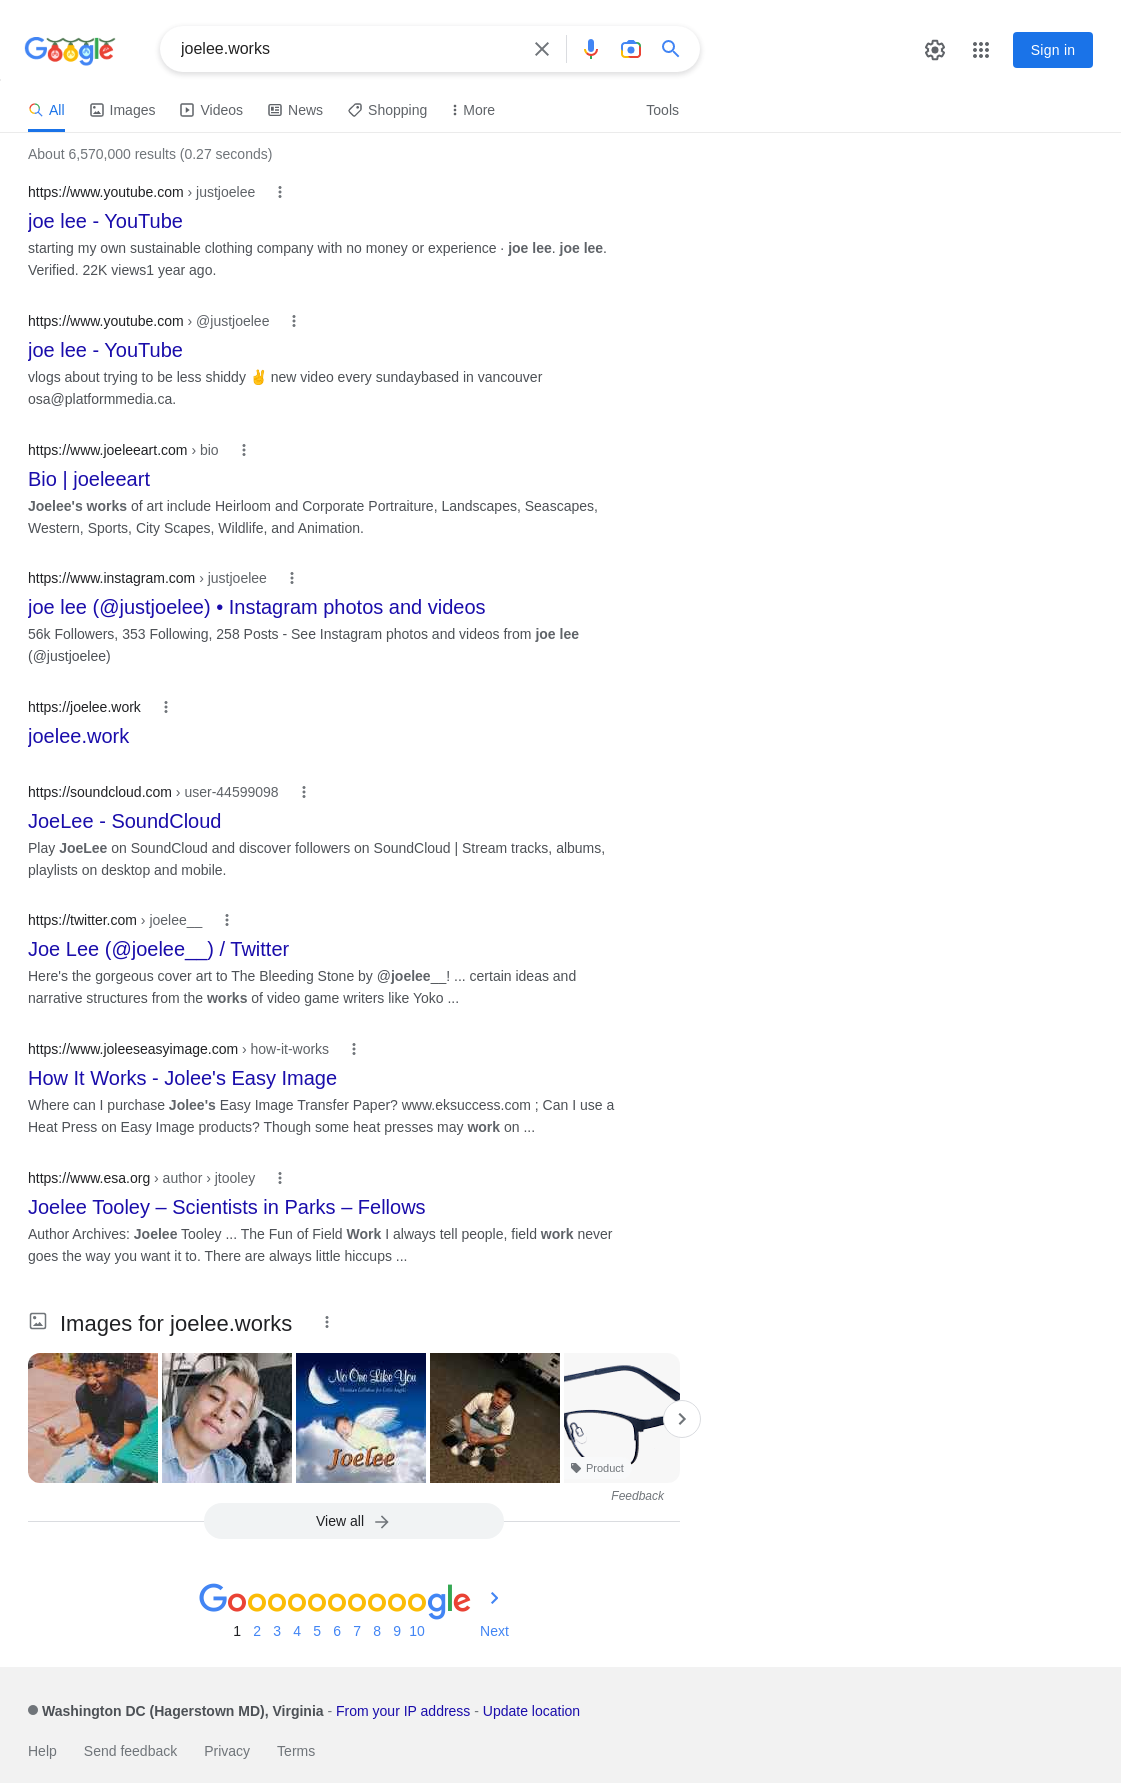 Google
joelee.works
Sign in
All
Images
Videos
News
Shopping
More
Tools
About 6,570,000 results (0.27 seconds)
https://www.youtube.com › justjoelee
joe lee - YouTube
starting my own sustainable clothing company with no money or experience · joe lee. joe lee.
Verified. 22K views1 year ago.
https://www.youtube.com › @justjoelee
joe lee - YouTube
vlogs about trying to be less shiddy ✌️ new video every sundaybased in vancouver
osa@platformmedia.ca.
https://www.joeleeart.com › bio
Bio | joeleeart
Joelee's works of art include Heirloom and Corporate Portraiture, Landscapes, Seascapes,
Western, Sports, City Scapes, Wildlife, and Animation.
https://www.instagram.com › justjoelee
joe lee (@justjoelee) • Instagram photos and videos
56k Followers, 353 Following, 258 Posts - See Instagram photos and videos from joe lee
(@justjoelee)
https://joelee.work
joelee.work
https://soundcloud.com › user-44599098
JoeLee - SoundCloud
Play JoeLee on SoundCloud and discover followers on SoundCloud | Stream tracks, albums,
playlists on desktop and mobile.
https://twitter.com › joelee__
Joe Lee (@joelee__) / Twitter
Here's the gorgeous cover art to The Bleeding Stone by @joelee__! ... certain ideas and
narrative structures from the works of video game writers like Yoko ...
https://www.joleeseasyimage.com › how-it-works
How It Works - Jolee's Easy Image
Where can I purchase Jolee's Easy Image Transfer Paper? www.eksuccess.com ; Can I use a
Heat Press on Easy Image products? Though some heat presses may work on ...
https://www.esa.org › author › jtooley
Joelee Tooley – Scientists in Parks – Fellows
Author Archives: Joelee Tooley ... The Fun of Field Work I always tell people, field work never
goes the way you want it to. There are always little hiccups ...
Images for joelee.works
No One Like You
Christian Lullabies for Little Angels
Joelee
Product
Feedback
View all
Goooooooooogle
1 2 3 4 5 6 7 8 9 10 Next
Washington DC (Hagerstown MD), Virginia - From your IP address - Update location
Help Send feedback Privacy Terms